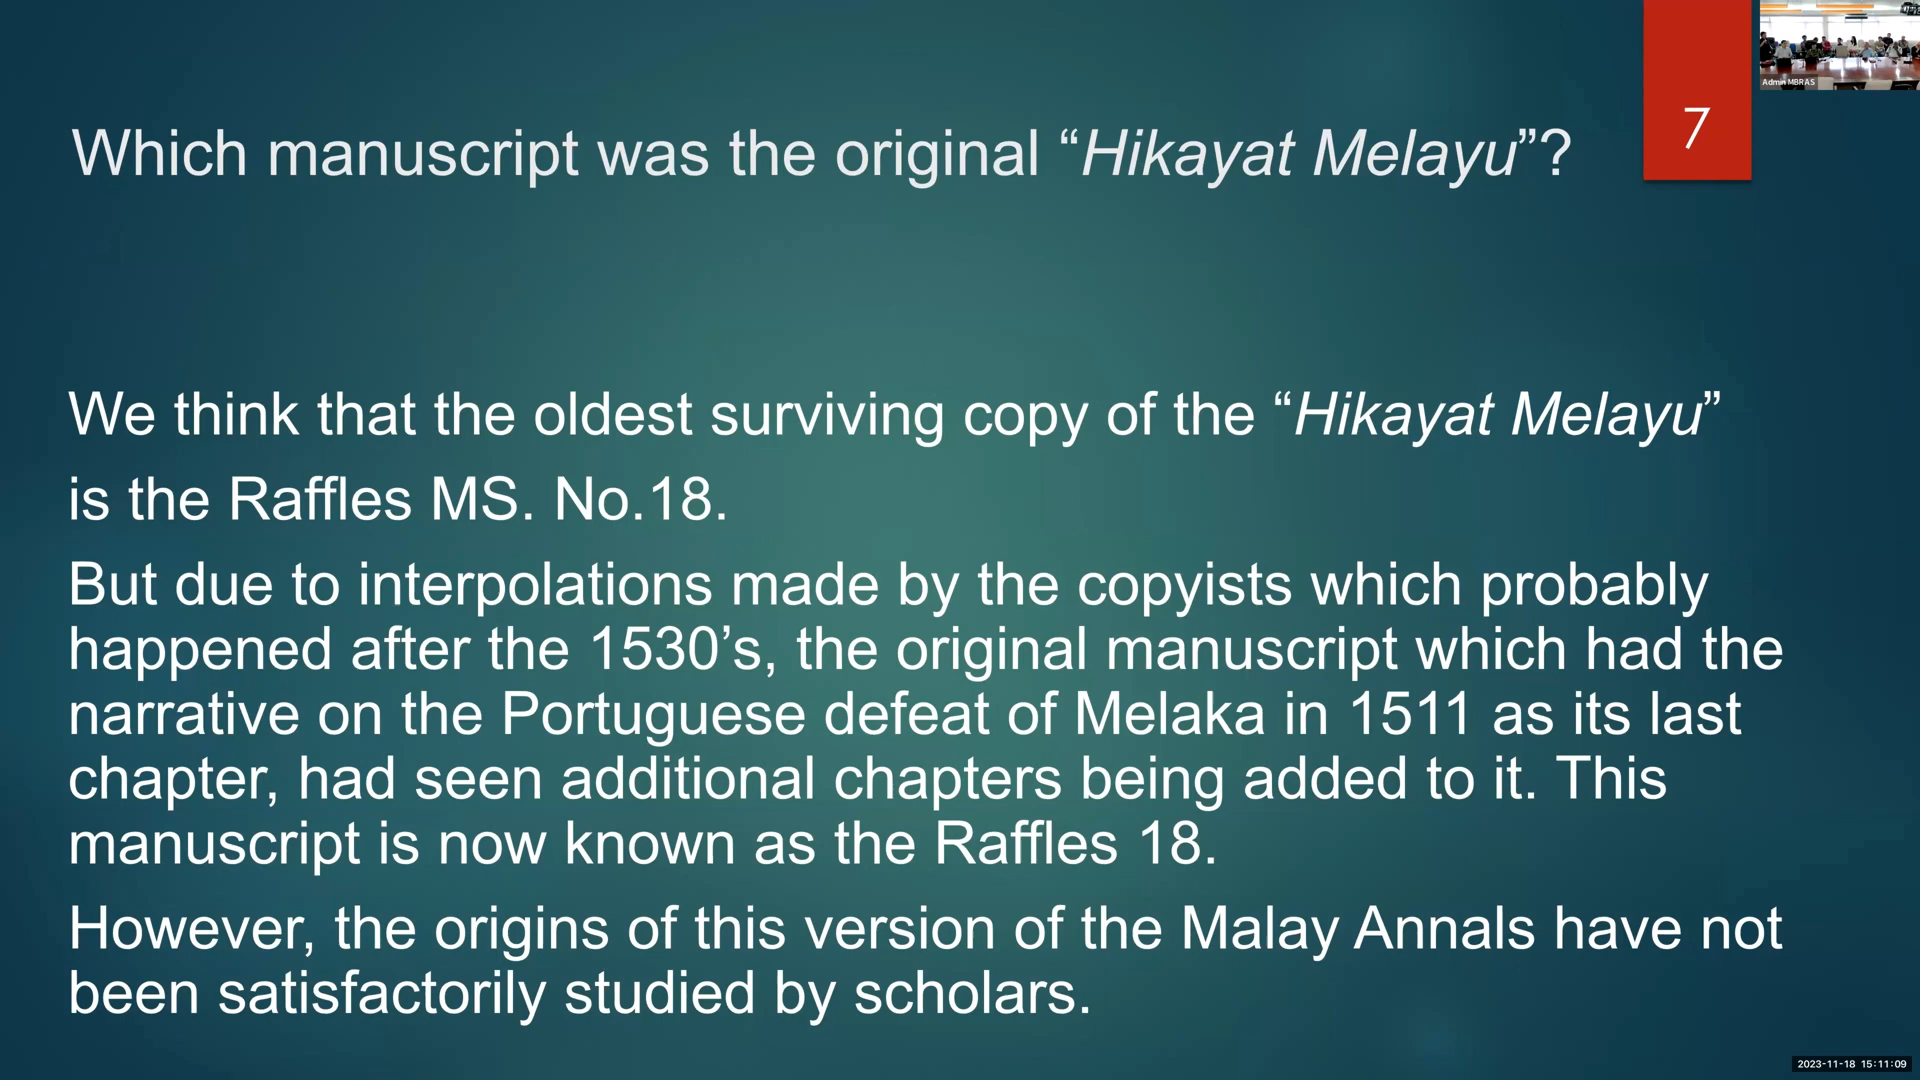 Which manuscript was the original “Hikayat Melayu”?
7
Admin MBRAS
We think that the oldest surviving copy of the “Hikayat Melayu”
is the Raffles MS. No.18.
But due to interpolations made by the copyists which probably
happened after the 1530’s, the original manuscript which had the
narrative on the Portuguese defeat of Melaka in 1511 as its last
chapter, had seen additional chapters being added to it. This
manuscript is now known as the Raffles 18.
However, the origins of this version of the Malay Annals have not
been satisfactorily studied by scholars.
2023-11-18 15:11:09